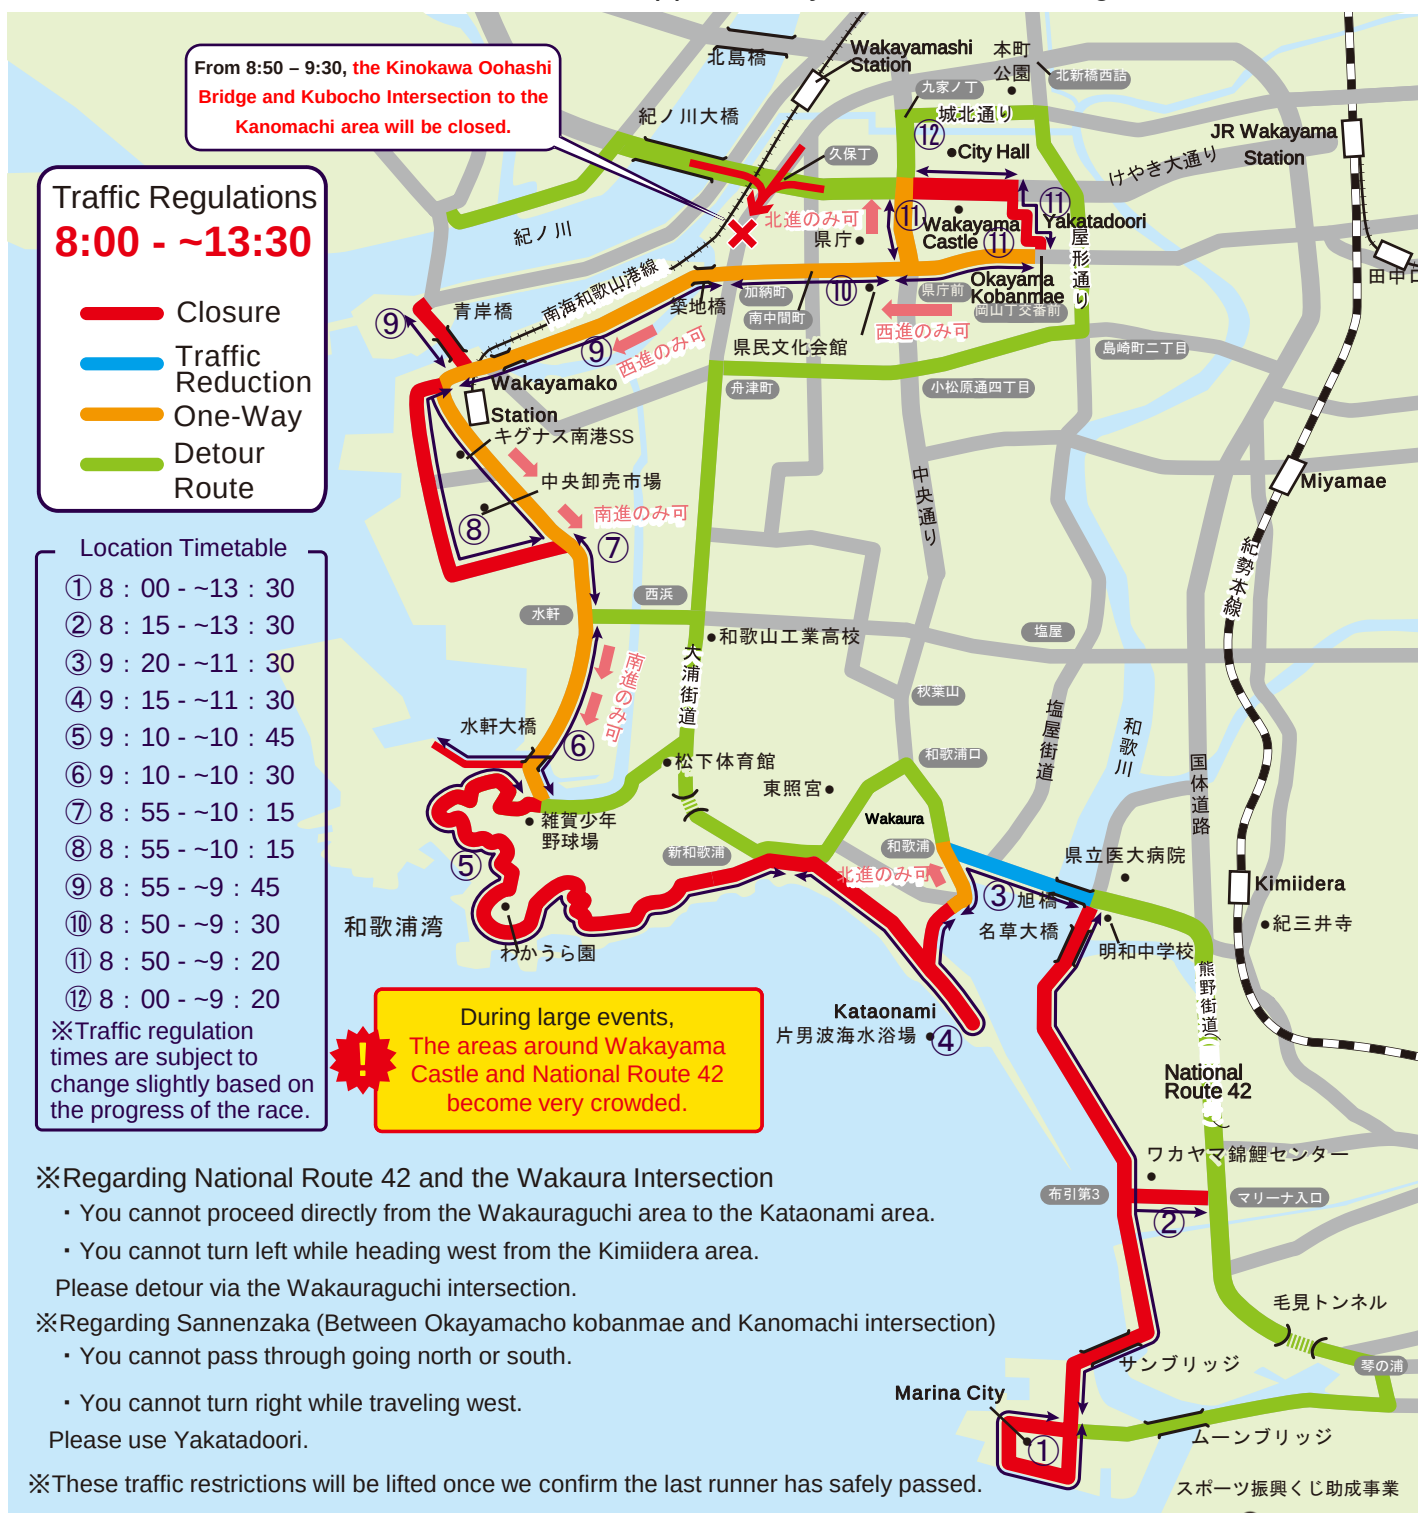 From 8:50 – 9:30, the Kinokawa Oohashi
Bridge and Kubocho Intersection to the
Kanomachi area will be closed.
Traffic Regulations
8:00 - ~13:30
Closure
Traffic
Reduction
One-Way
Detour
Route
Location Timetable
① 8：00 - ~13：30
② 8：15 - ~13：30
③ 9：20 - ~11：30
④ 9：15 - ~11：30
⑤ 9：10 - ~10：45
⑥ 9：10 - ~10：30
⑦ 8：55 - ~10：15
⑧ 8：55 - ~10：15
⑨ 8：55 - ~9：45
⑩ 8：50 - ~9：30
⑪ 8：50 - ~9：20
⑫ 8：00 - ~9：20
※Traffic regulation
times are subject to
change slightly based on
the progress of the race.
北島橋
Wakayamashi
Station
本町
公園
北新橋西詰
九家ノ丁
城北通り
紀ノ川大橋
⑫
City Hall
JR Wakayama
Station
けやき大通り
久保丁
⑪
Yakatadoori
北進のみ可
⑪
Wakayama
Castle
⑪
紀ノ川
県庁
屋形通り
田中口
南海和歌山港線
Okayama
Kobanmae
青岸橋
築地橋
加納町
⑩
県庁前
岡山丁交番前
南中間町
⑨
⑨
西進のみ可
西進のみ可
県民文化会館
島崎町二丁目
Wakayamako
Station
舟津町
小松原通四丁目
キグナス南港SS
中央卸売市場
中央通り
Miyamae
南進のみ可
⑧
⑦
紀勢本線
水軒
西浜
和歌山工業高校
塩屋
大浦街道
南進のみ可
秋葉山
塩屋街道
和歌川
水軒大橋
⑥
松下体育館
和歌浦口
国体道路
東照宮
雑賀少年
野球場
Wakaura
新和歌浦
和歌浦
県立医大病院
⑤
北進のみ可
③
旭橋
Kimiidera
和歌浦湾
わかうら園
名草大橋
明和中学校
紀三井寺
熊野街道
Kataonami
片男波海水浴場
④
National
Route 42
During large events,
The areas around Wakayama
Castle and National Route 42
become very crowded.
!
ワカヤマ錦鯉センター
布引第3
マリーナ入口
②
毛見トンネル
サンブリッジ
琴の浦
Marina City
①
ムーンブリッジ
※Regarding National Route 42 and the Wakaura Intersection
・You cannot proceed directly from the Wakauraguchi area to the Kataonami area.
・You cannot turn left while heading west from the Kimiidera area.
Please detour via the Wakauraguchi intersection.
※Regarding Sannenzaka (Between Okayamacho kobanmae and Kanomachi intersection)
・You cannot pass through going north or south.
・You cannot turn right while traveling west.
Please use Yakatadoori.
※These traffic restrictions will be lifted once we confirm the last runner has safely passed.
スポーツ振興くじ助成事業